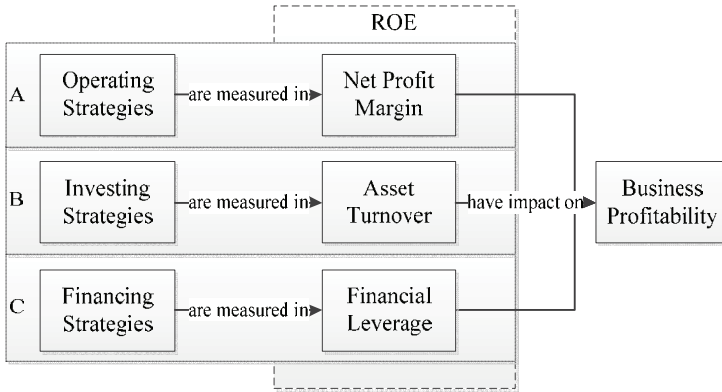 ROE
A
Operating
Strategies
are measured in
Net Profit
Margin
B
Investing
Strategies
are measured in
Asset
Turnover
have impact on
Business
Profitability
C
Financing
Strategies
are measured in
Financial
Leverage